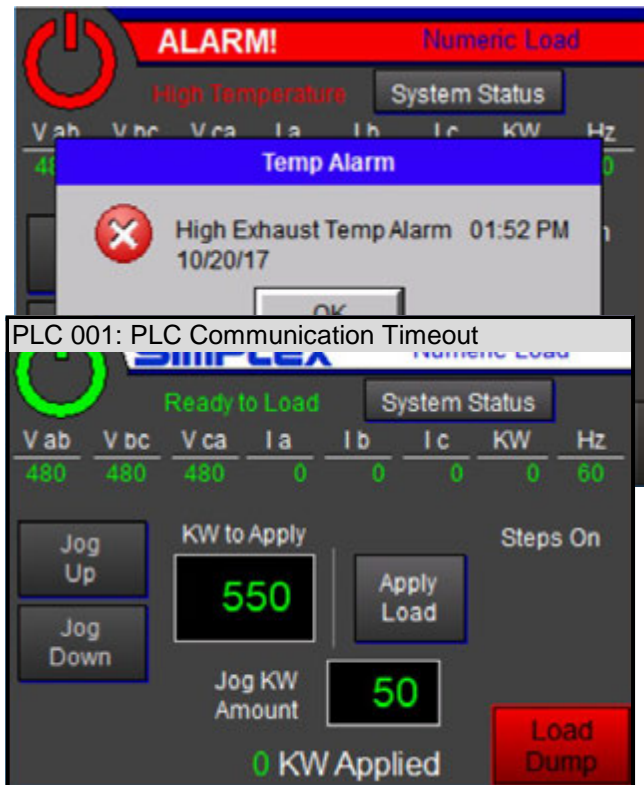 ALARM! Numeric Load
High Temperature System Status
V ab V bc V ca I a I b I c KW Hz
Temp Alarm
High Exhaust Temp Alarm 01:52 PM
10/20/17
OK
PLC 001: PLC Communication Timeout
SIMPLEX Numeric Load
Ready to Load System Status
V ab V bc V ca I a I b I c KW Hz
480 480 480 0 0 0 0 60
Jog
Up
KW to Apply
Steps On
550
Apply
Load
Jog
Down
Jog KW
Amount
50
Load
Dump
0 KW Applied